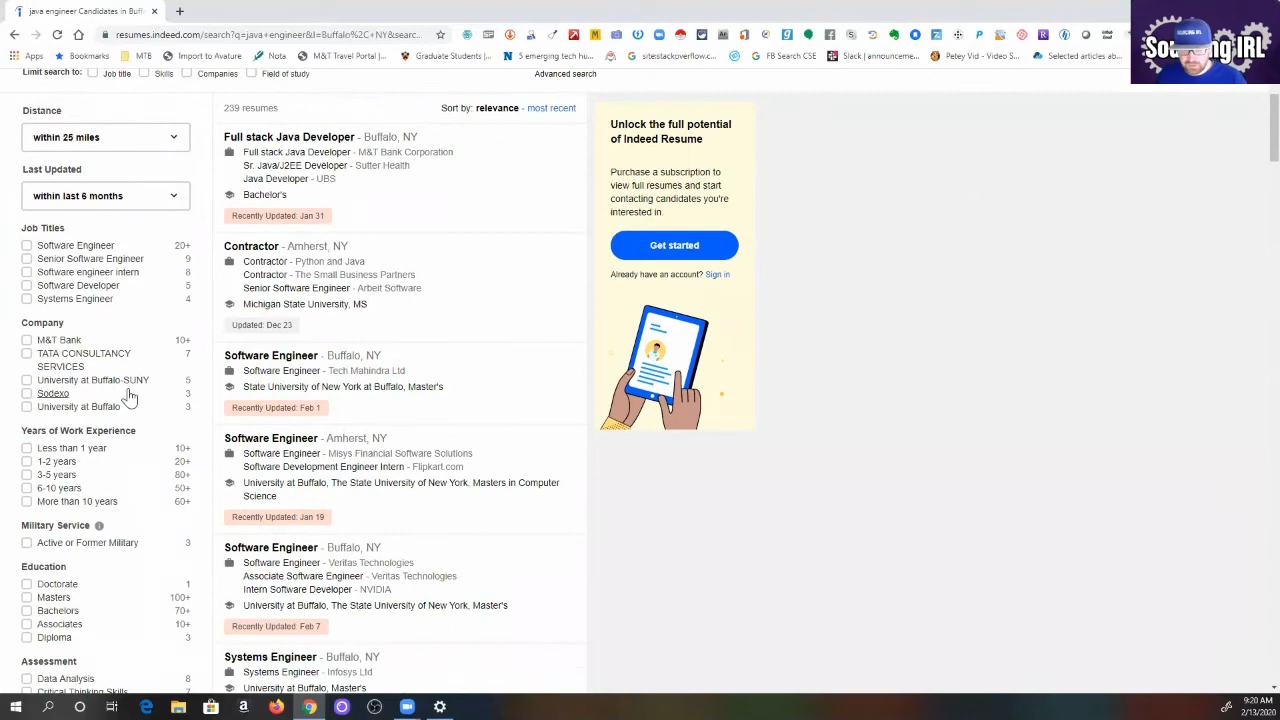 java engineer Candidates in Buff
resumes.indeed.com/search?q=java+engineer&l=Buffalo%2C+NY&searc...
Apps
Bookmarks
MTB
Import to Avature
M&T Travel Portal |...
Graduate Studen...
5 emerging tech hu...
sitestackoverflow.c...
FB Search CSE
Slack | #announceme...
Petey Vid - Video S...
Selected articles ab...
IRL
Limit search to:
Job title
Skills
Companies
Field of study
Advanced search
Distance
within 25 miles
Last Updated
within last 6 months
Job Titles
Software Engineer 20+
Senior Software Engineer 9
Software engineer intern 8
Software Developer 5
Systems Engineer 4
Company
M&T Bank 10+
TATA CONSULTANCY SERVICES 7
University at Buffalo-SUNY 5
Sodexo 3
University at Buffalo 3
Years of Work Experience
Less than 1 year 10+
1-2 years 20+
3-5 years 80+
6-10 years 50+
More than 10 years 60+
Military Service
Active or Former Military 3
Education
Doctorate 1
Masters 100+
Bachelors 70+
Associates 10+
Diploma 3
Assessment
Data Analysis 8
Critical Thinking Skills 7
239 resumes
Sort by: relevance - most recent
Full stack Java Developer - Buffalo, NY
Full stack Java Developer - M&T Bank Corporation
Sr. Java/J2EE Developer - Sutter Health
Java Developer - UBS
Bachelor's
Recently Updated: Jan 31
Contractor - Amherst, NY
Contractor - Python and Java
Contractor - The Small Business Partners
Senior Software Engineer - Arbeit Software
Michigan State University, MS
Updated: Dec 23
Software Engineer - Buffalo, NY
Software Engineer - Tech Mahindra Ltd
State University of New York at Buffalo, Master's
Recently Updated: Feb 1
Software Engineer - Amherst, NY
Software Engineer - Misys Financial Software Solutions
Software Development Engineer Intern - Flipkart.com
University at Buffalo, The State University of New York, Masters in Computer
Science
Recently Updated: Jan 19
Software Engineer - Buffalo, NY
Software Engineer - Veritas Technologies
Associate Software Engineer - Veritas Technologies
Intern Software Developer - NVIDIA
University at Buffalo, The State University of New York, Master's
Recently Updated: Feb 7
Systems Engineer - Buffalo, NY
Systems Engineer - Infosys Ltd
University at Buffalo, Master's
Unlock the full potential
of Indeed Resume
Purchase a subscription to
view full resumes and start
contacting candidates you're
interested in.
Get started
Already have an account? Sign in
9:20 AM
2/13/2020